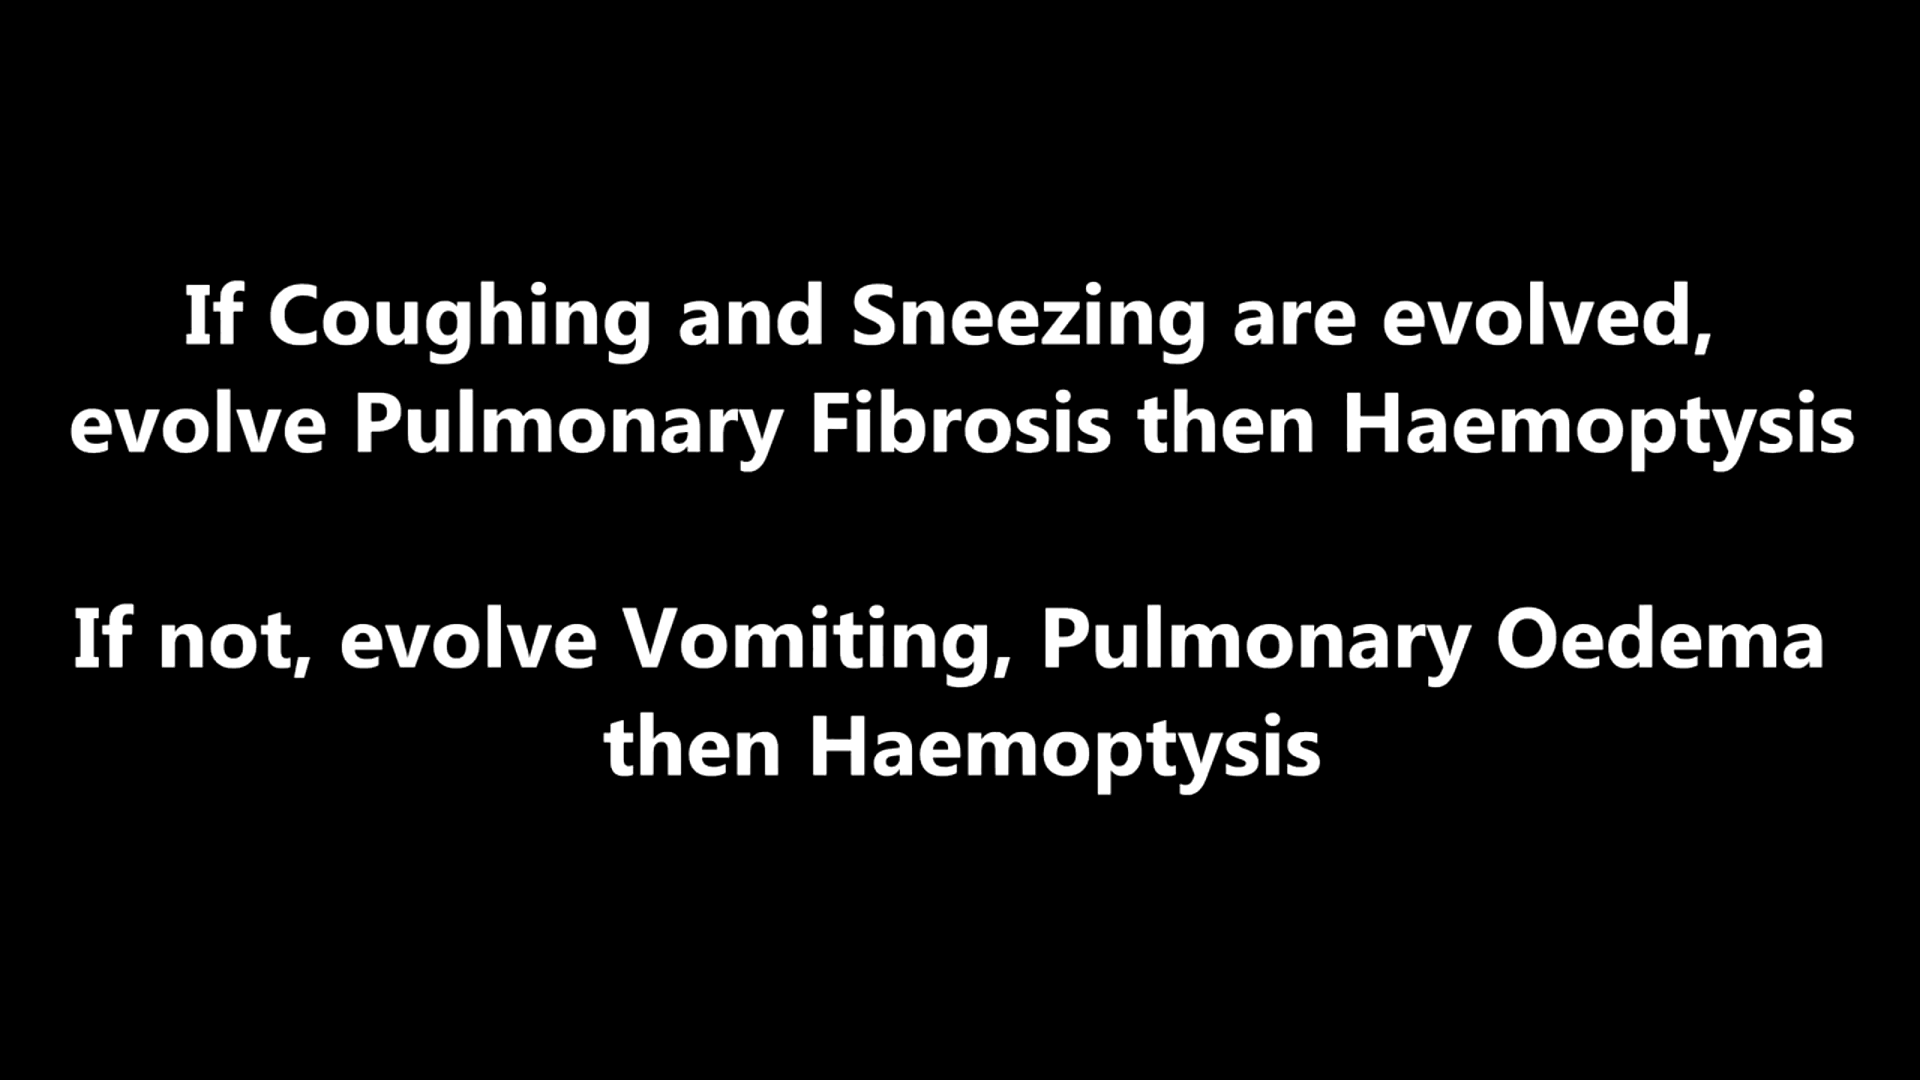 If Coughing and Sneezing are evolved,
evolve Pulmonary Fibrosis then Haemoptysis
If not, evolve Vomiting, Pulmonary Oedema
then Haemoptysis